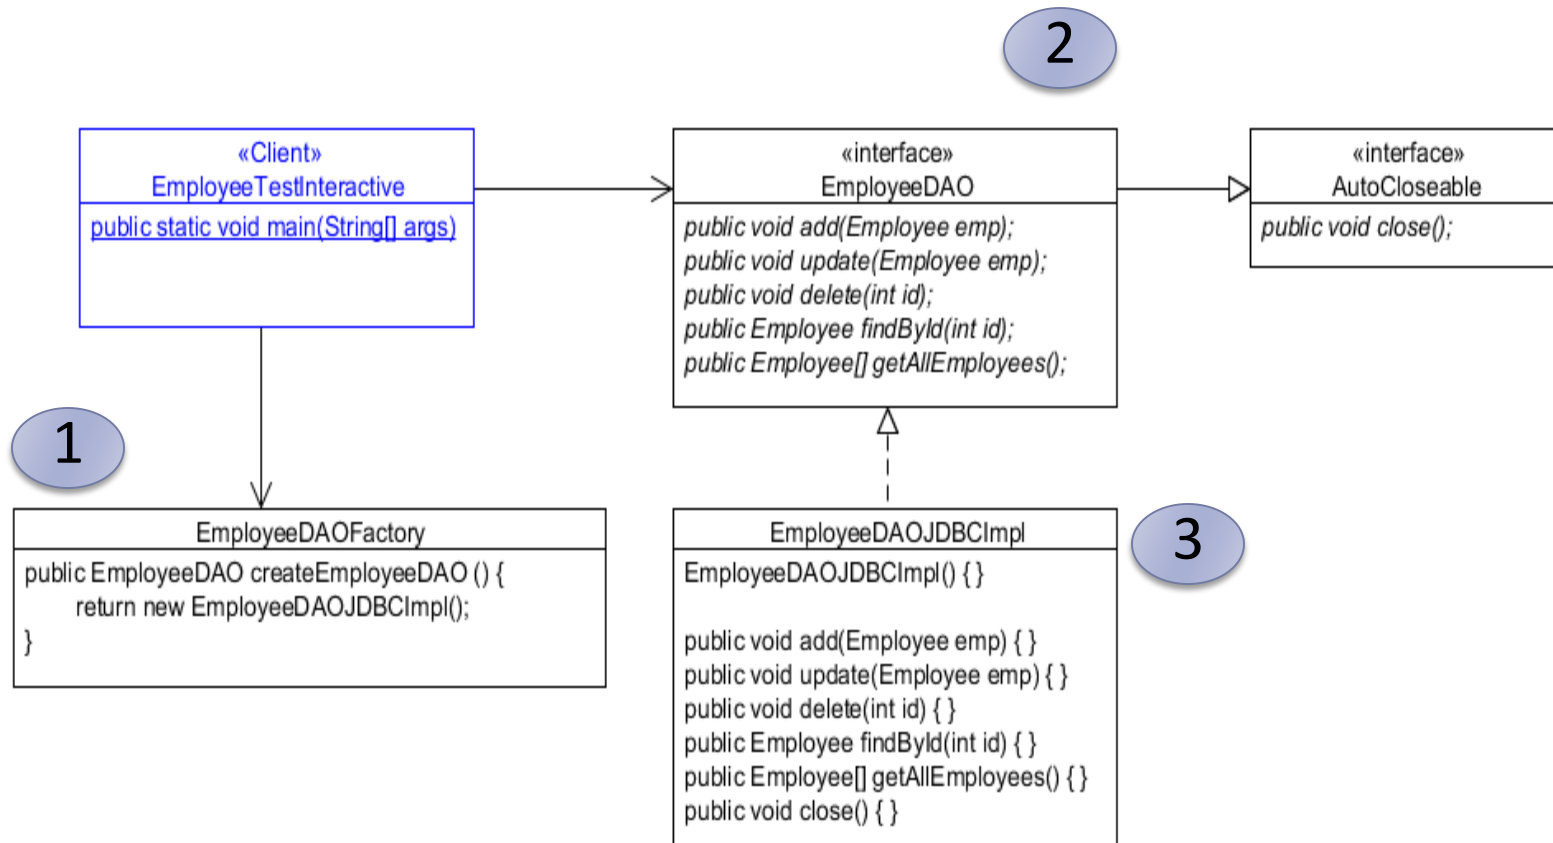 2
«Client»
EmployeeTestInteractive
public static void main(String[] args)
«interface»
EmployeeDAO
public void add(Employee emp);
public void update(Employee emp);
public void delete(int id);
public Employee findById(int id);
public Employee[] getAllEmployees();
«interface»
AutoCloseable
public void close();
1
EmployeeDAOFactory
public EmployeeDAO createEmployeeDAO () {
return new EmployeeDAOJDBCImpl();
}
EmployeeDAOJDBCImpl
EmployeeDAOJDBCImpl() { }
public void add(Employee emp) { }
public void update(Employee emp) { }
public void delete(int id) { }
public Employee findById(int id) { }
public Employee[] getAllEmployees() { }
public void close() { }
3